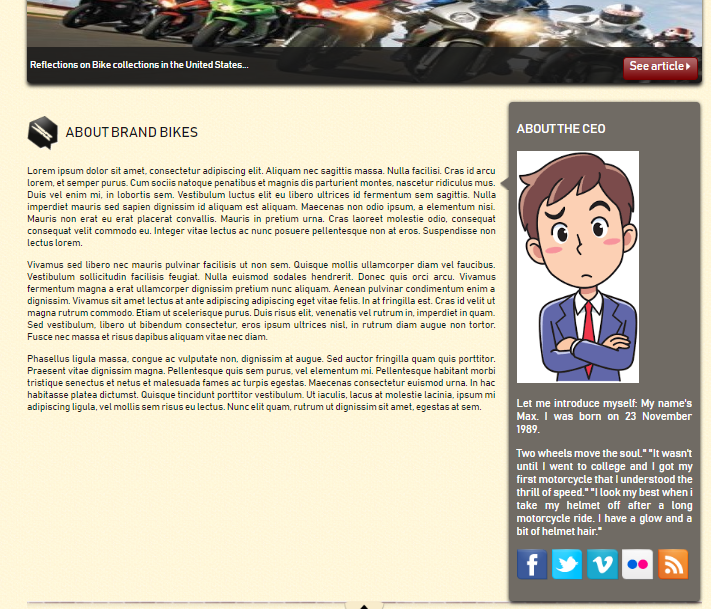 Reflections on Bike collections in the United States...
See article
ABOUT BRAND BIKES
Lorem ipsum dolor sit amet, consectetur adipiscing elit. Aliquam nec sagittis massa. Nulla facilisi. Cras id arcu
lorem, et semper purus. Cum sociis natoque penatibus et magnis dis parturient montes, nascetur ridiculus mus.
Duis vel enim mi, in lobortis sem. Vestibulum luctus elit eu libero ultrices id fermentum sem sagittis. Nulla
imperdiet mauris sed sapien dignissim id aliquam est aliquam. Maecenas non odio ipsum, a elementum nisi.
Mauris non erat eu erat placerat convallis. Mauris in pretium urna. Cras laoreet molestie odio, consequat
consequat velit commodo eu. Integer vitae lectus ac nunc posuere pellentesque non at eros. Suspendisse non
lectus lorem.
Vivamus sed libero nec mauris pulvinar facilisis ut non sem. Quisque mollis ullamcorper diam vel faucibus.
Vestibulum sollicitudin facilisis feugiat. Nulla euismod sodales hendrerit. Donec quis orci arcu. Vivamus
fermentum magna a erat ullamcorper dignissim pretium nunc aliquam. Aenean pulvinar condimentum enim a
dignissim. Vivamus sit amet lectus at ante adipiscing adipiscing eget vitae felis. In at fringilla est. Cras id velit ut
magna rutrum commodo. Etiam ut scelerisque purus. Duis risus elit, venenatis vel rutrum in, imperdiet in quam.
Sed vestibulum, libero ut bibendum consectetur, eros ipsum ultrices nisl, in rutrum diam augue non tortor.
Fusce nec massa et risus dapibus aliquam vitae nec diam.
Phasellus ligula massa, congue ac vulputate non, dignissim at augue. Sed auctor fringilla quam quis porttitor.
Praesent vitae dignissim magna. Pellentesque quis sem purus, vel elementum mi. Pellentesque habitant morbi
tristique senectus et netus et malesuada fames ac turpis egestas. Maecenas consectetur euismod urna. In hac
habitasse platea dictumst. Quisque tincidunt porttitor vestibulum. Ut iaculis, lacus at molestie lacinia, ipsum mi
adipiscing ligula, vel mollis sem risus eu lectus. Nunc elit quam, rutrum ut dignissim sit amet, egestas at sem.
ABOUT THE CEO
Let me introduce myself: My name's
Max. I was born on 23 November
1989.
Two wheels move the soul." "It wasn't
until I went to college and I got my
first motorcycle that I understood the
thrill of speed." "I look my best when i
take my helmet off after a long
motorcycle ride. I have a glow and a
bit of helmet hair."